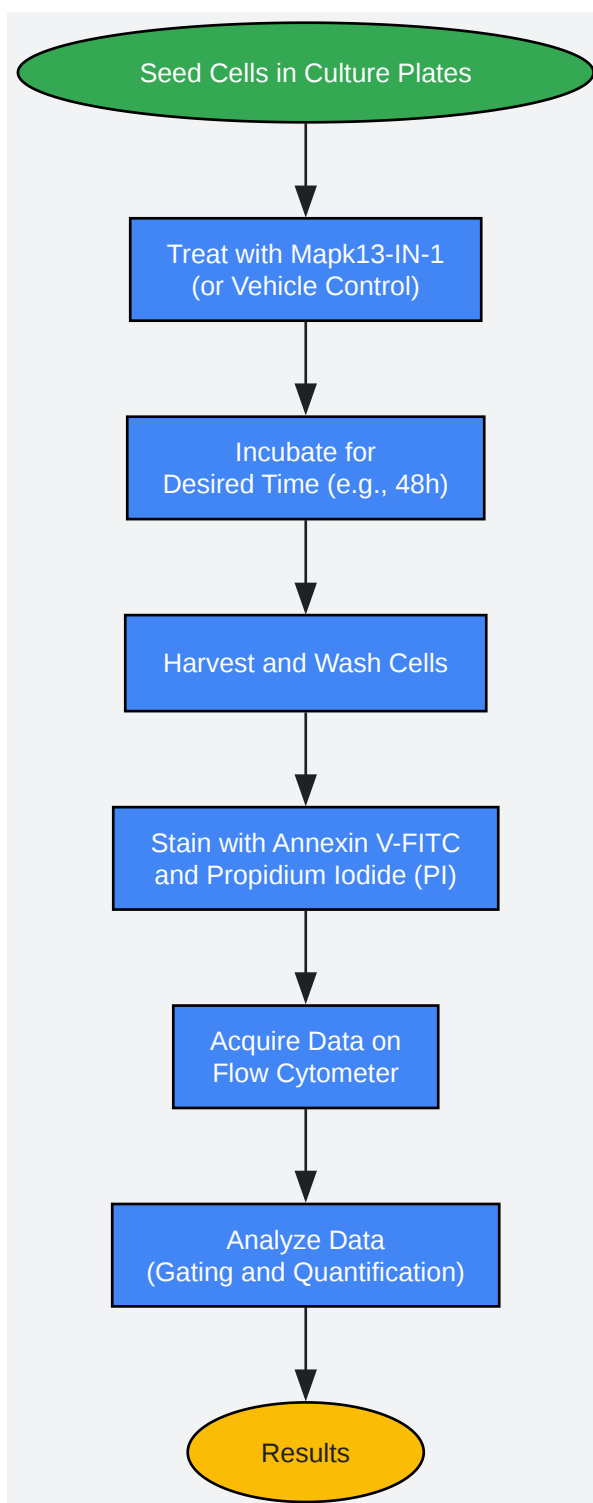 Seed Cells in Culture Plates
Treat with Mapk13-IN-1
(or Vehicle Control)
Incubate for
Desired Time (e.g., 48h)
Harvest and Wash Cells
Stain with Annexin V-FITC
and Propidium Iodide (PI)
Acquire Data on
Flow Cytometer
Analyze Data
(Gating and Quantification)
Results